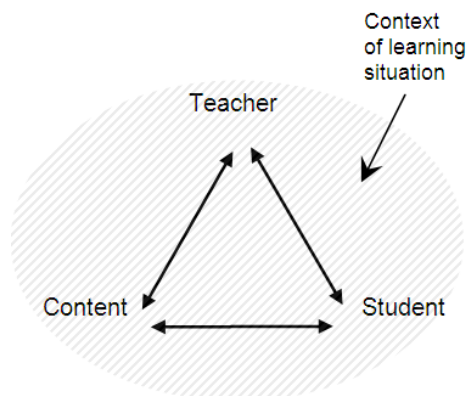 Context
of learning
situation
Teacher
Content
Student